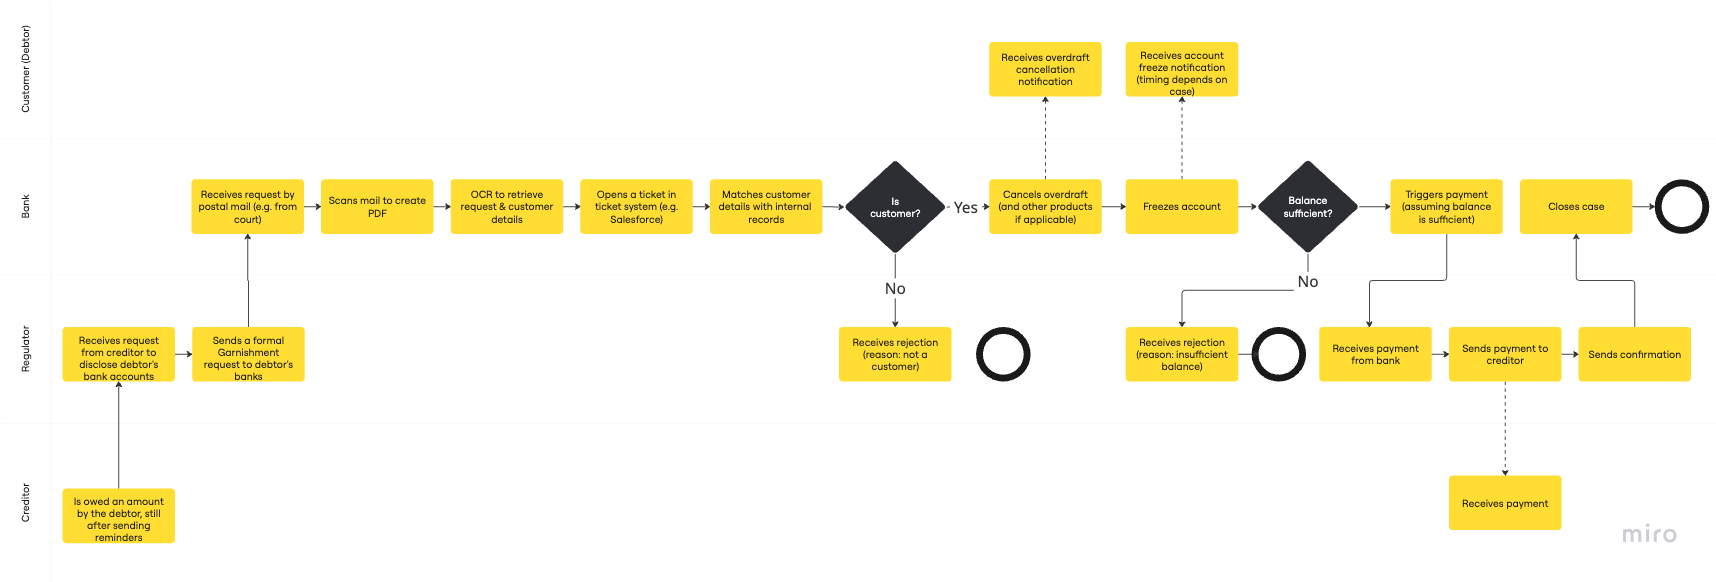 Customer (Debtor)
Receives overdraft
cancellation
notification
Receives account
freeze notification
(timing depends on
case)
Bank
Receives request by
postal mail (e.g. from
court)
Scans mail to create
PDF
OCR to retrieve
request & customer
details
Opens a ticket in
ticket system (e.g.
Salesforce)
Matches customer
details with internal
records
Is
customer?
Yes
Cancels overdraft
(and other products
if applicable)
Freezes account
Balance
sufficient?
Triggers payment
(assuming balance
is sufficient)
Closes case
No
No
Regulator
Receives request
from creditor to
disclose debtor's
bank accounts
Sends a formal
Garnishment
request to debtor's
banks
Receives rejection
(reason: not a
customer)
Receives rejection
(reason: insufficient
balance)
Receives payment
from bank
Sends payment to
creditor
Sends confirmation
Creditor
Is owed an amount
by the debtor, still
after sending
reminders
Receives payment
miro